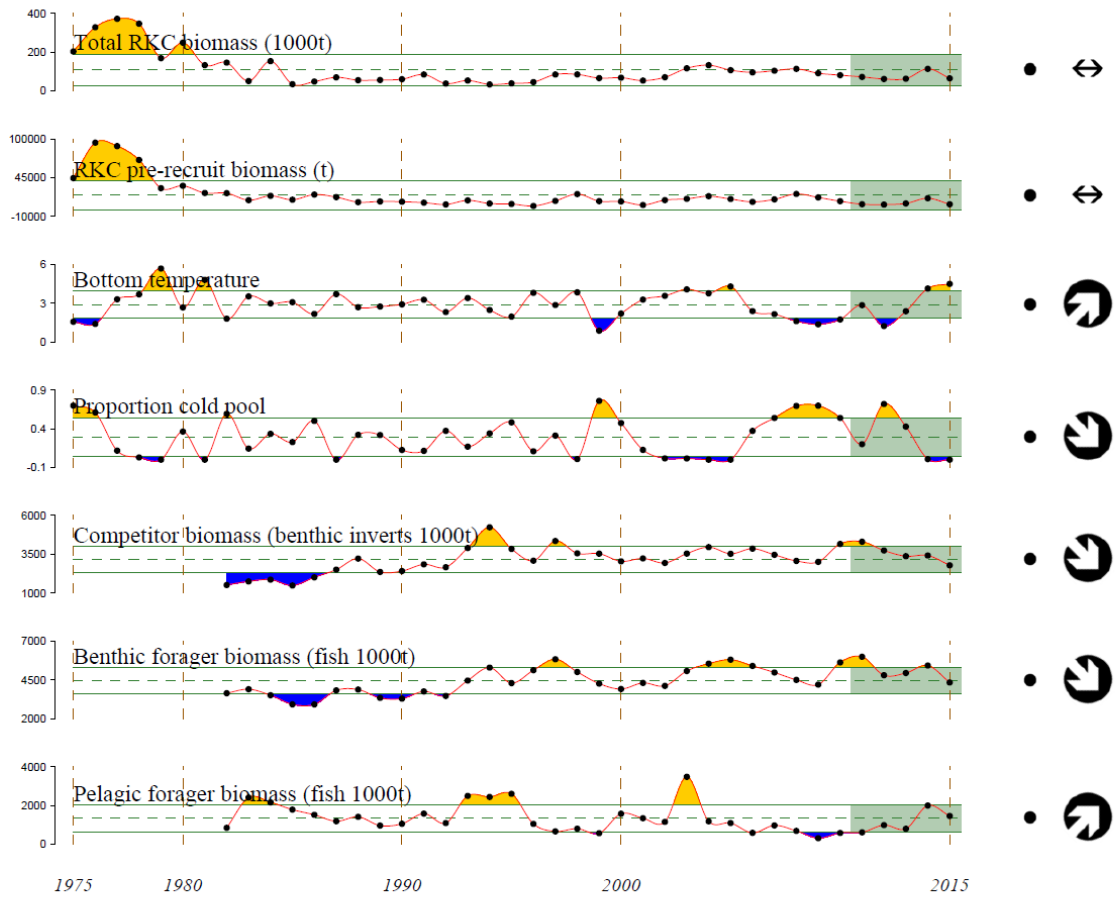 400
Total RKC biomass (1000t)
200
0
100000
RKC pre-recruit biomass (t)
45000
-10000
6
Bottom temperature
3
0
0.9
Proportion cold pool
0.4
-0.1
6000
Competitor biomass (benthic inverts 1000t)
3500
1000
7000
Benthic forager biomass (fish 1000t)
4500
2000
4000
Pelagic forager biomass (fish 1000t)
2000
0
1975 1980 1990 2000 2015